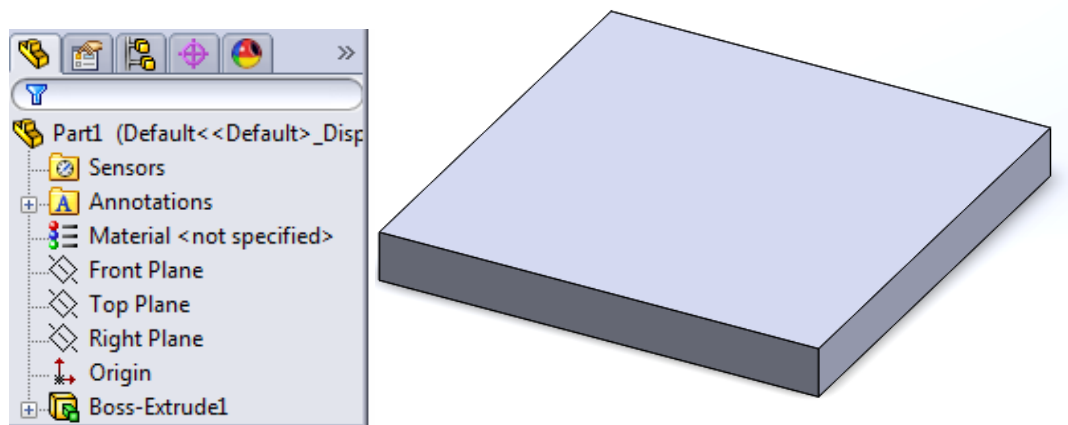 Part1 (Default<<Default>_Disp
Sensors
Annotations
Material <not specified>
Front Plane
Top Plane
Right Plane
Origin
Boss-Extrude1